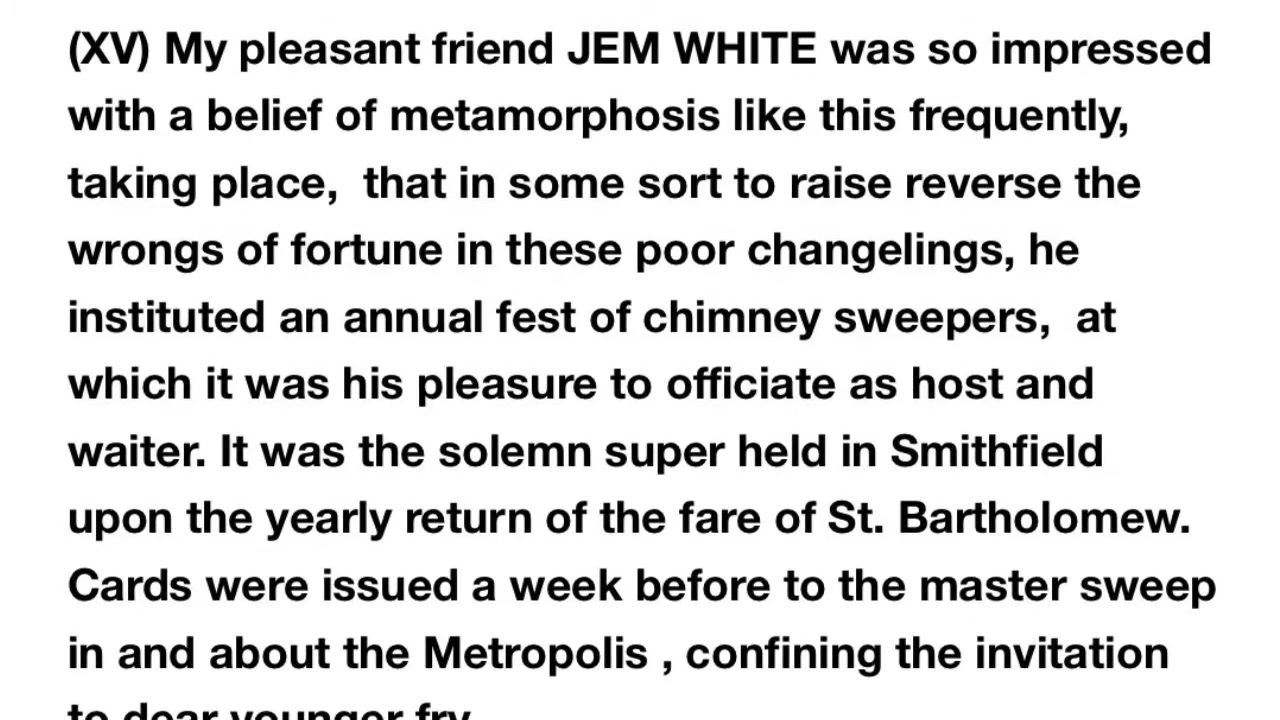 (XV) My pleasant friend JEM WHITE was so impressed
with a belief of metamorphosis like this frequently,
taking place,  that in some sort to raise reverse the
wrongs of fortune in these poor changelings, he
instituted an annual fest of chimney sweepers,  at
which it was his pleasure to officiate as host and
waiter. It was the solemn super held in Smithfield
upon the yearly return of the fare of St. Bartholomew.
Cards were issued a week before to the master sweep
in and about the Metropolis , confining the invitation
to dear younger fry